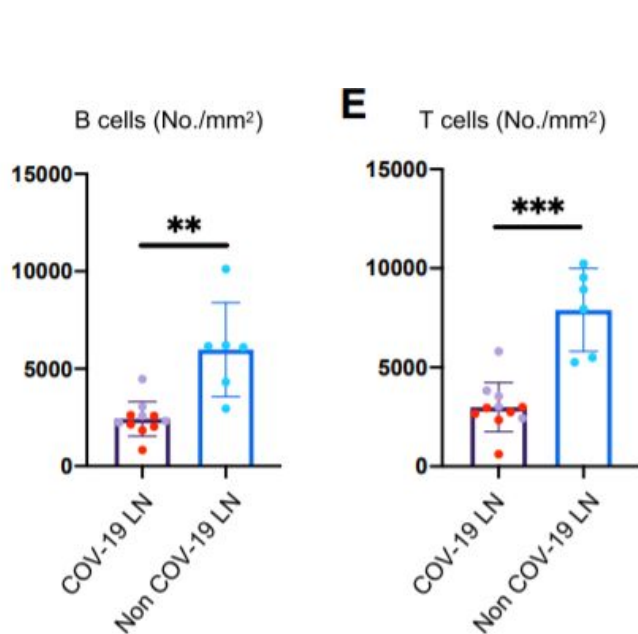 B cells (No./mm²)
15000
10000
5000
0
**
COV-19 LN
Non COV-19 LN
E
T cells (No./mm²)
15000
10000
5000
0
***
COV-19 LN
Non COV-19 LN